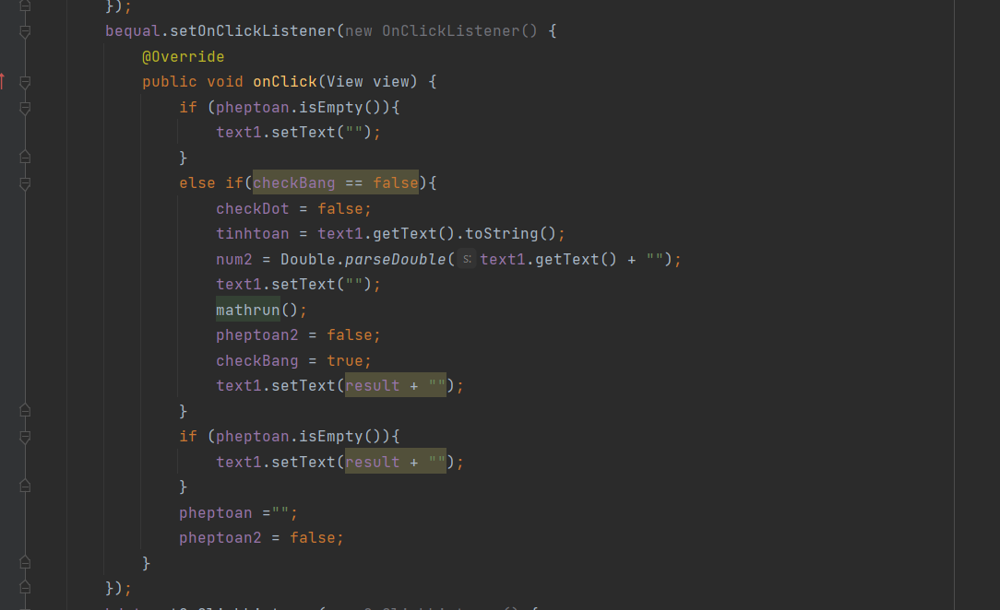 });
bequal.setOnClickListener(new OnClickListener() {
@Override
public void onClick(View view) {
if (pheptoan.isEmpty()){
text1.setText("");
}
else if(checkBang == false){
checkDot = false;
tinhtoan = text1.getText().toString();
num2 = Double.parseDouble( s: text1.getText() + "");
text1.setText("");
mathrun();
pheptoan2 = false;
checkBang = true;
text1.setText(result + "");
}
if (pheptoan.isEmpty()){
text1.setText(result + "");
}
pheptoan ="";
pheptoan2 = false;
}
});